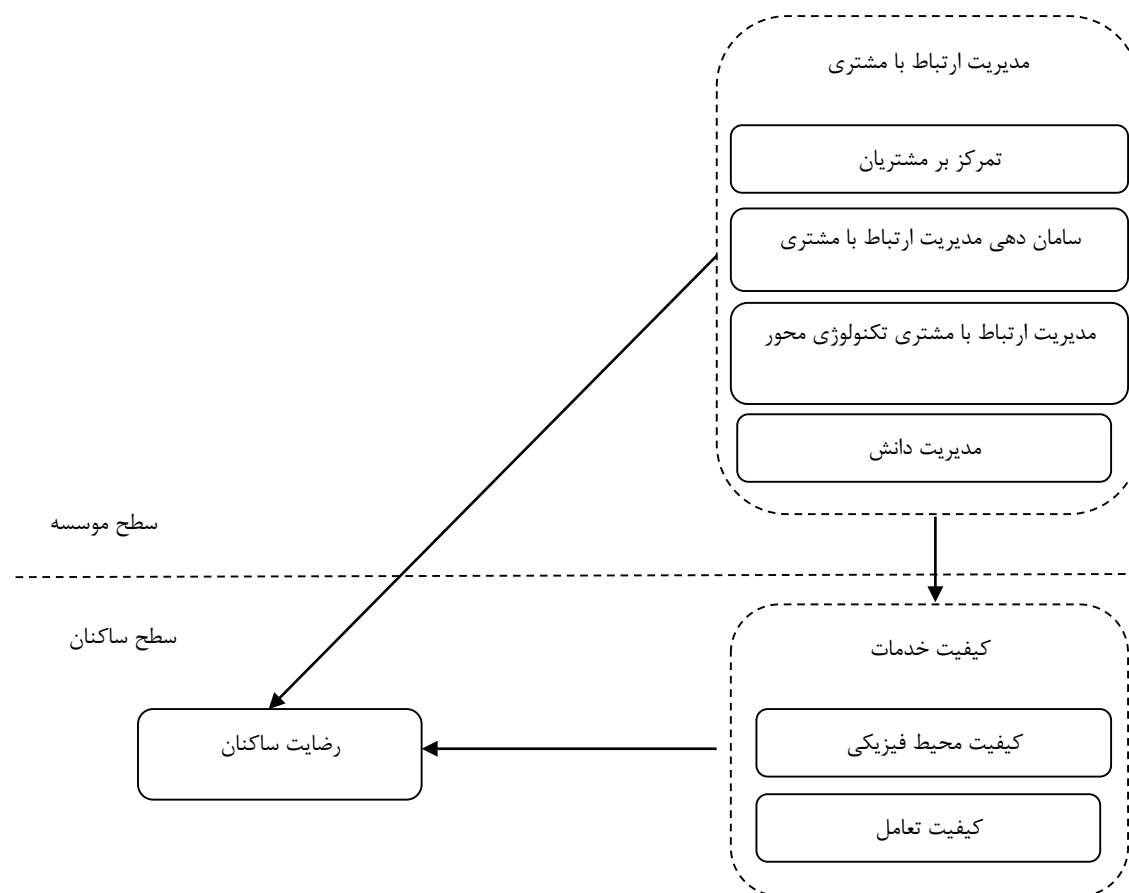 مدیریت ارتباط با مشتری
تمرکز بر مشتریان
سامان دهی مدیریت ارتباط با مشتری
مدیریت ارتباط با مشتری تکنولوژی محور
مدیریت دانش
سطح موسسه
سطح ساکنان
کیفیت خدمات
کیفیت محیط فیزیکی
رضایت ساکنان
کیفیت تعامل